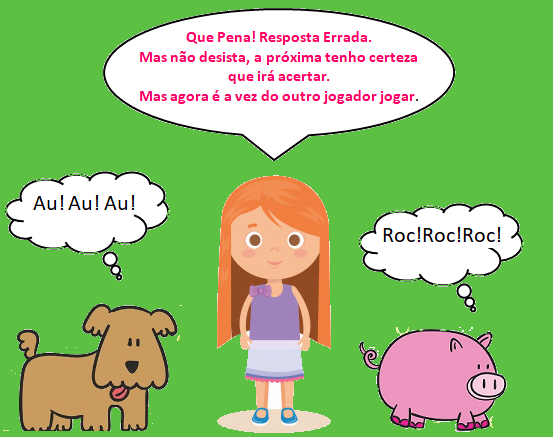 Que Pena! Resposta Errada.
Mas não desista, a próxima tenho certeza
que irá acertar.
Mas agora é a vez do outro jogador jogar.
Au! Au! Au!
Roc!Roc!Roc!